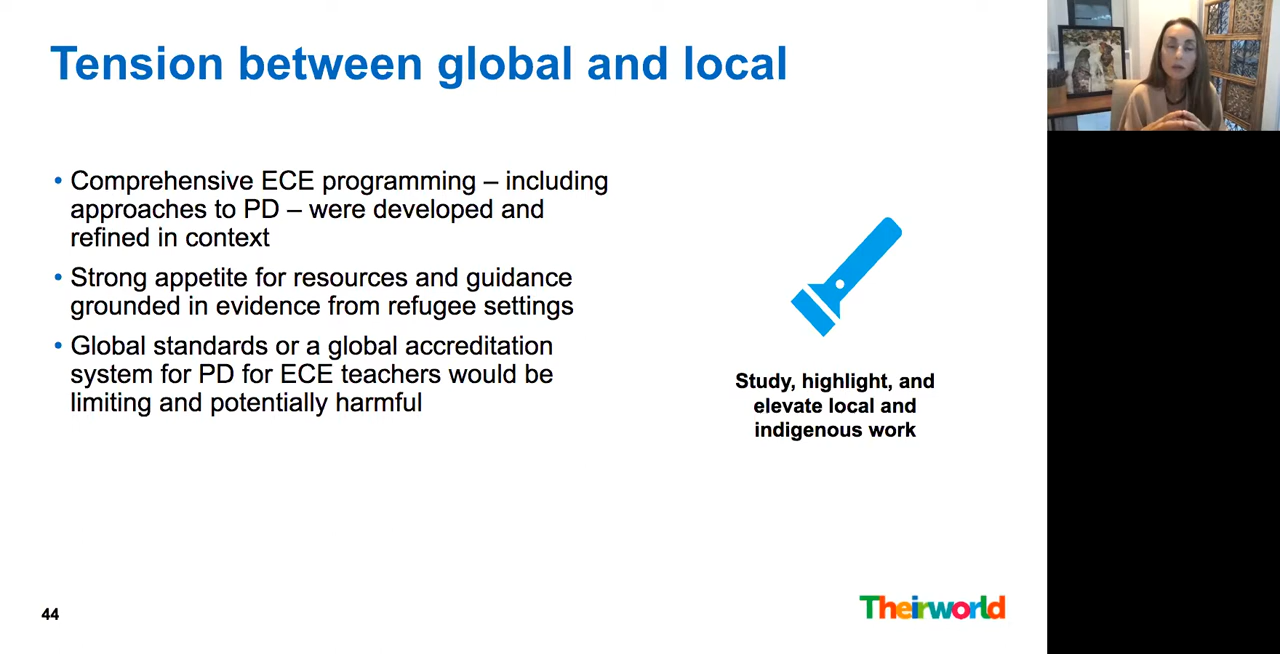 Tension between global and local
• Comprehensive ECE programming – including
approaches to PD – were developed and
refined in context
• Strong appetite for resources and guidance
grounded in evidence from refugee settings
• Global standards or a global accreditation
system for PD for ECE teachers would be
limiting and potentially harmful
Study, highlight, and
elevate local and
indigenous work
44
Theirworld